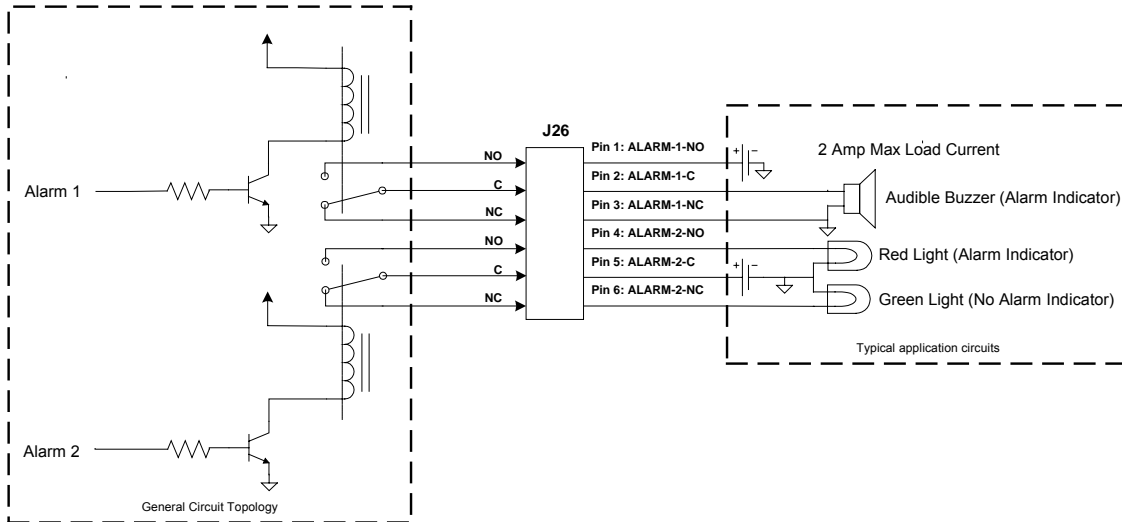 J26
NO
Pin 1: ALARM-1-NO
+ −
2 Amp Max Load Current
Alarm 1
C
Pin 2: ALARM-1-C
Audible Buzzer (Alarm Indicator)
NC
Pin 3: ALARM-1-NC
NO
Pin 4: ALARM-2-NO
Red Light (Alarm Indicator)
C
Pin 5: ALARM-2-C
+ −
NC
Pin 6: ALARM-2-NC
Green Light (No Alarm Indicator)
Typical application circuits
Alarm 2
General Circuit Topology